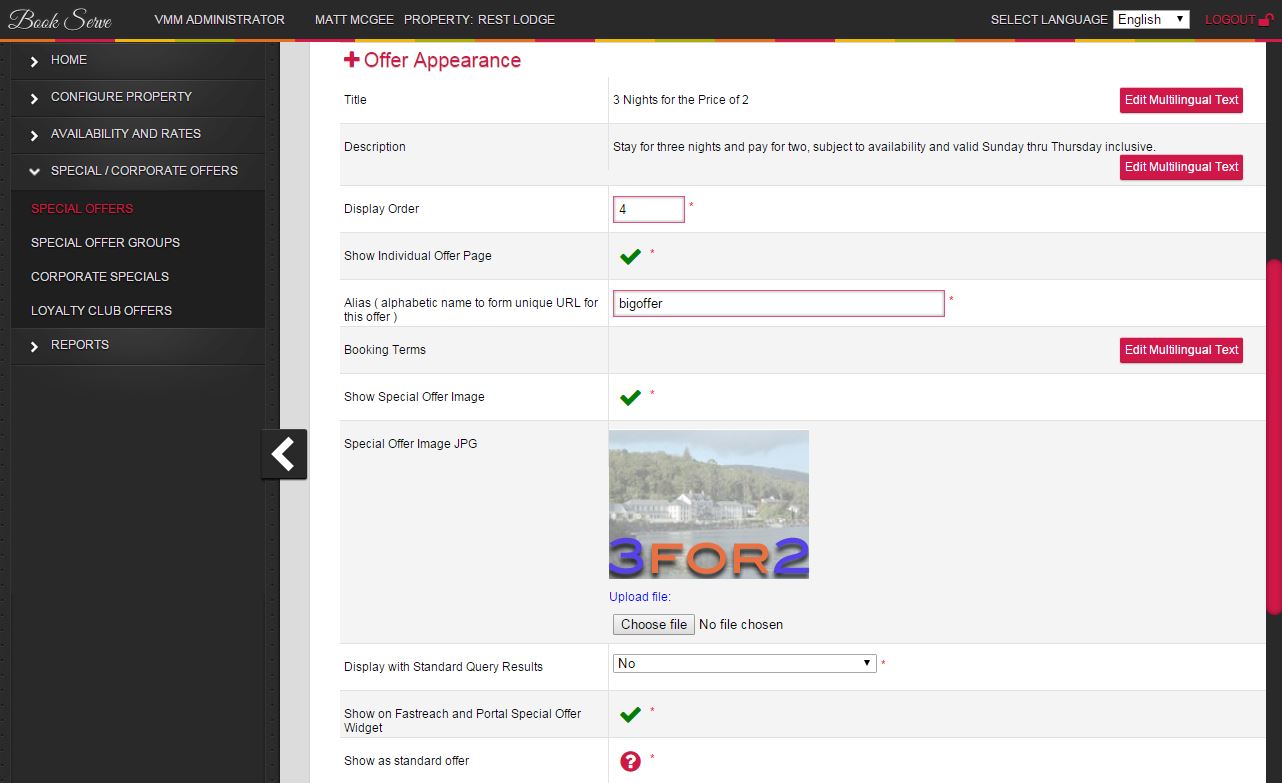 Book Serve
VMM ADMINISTRATOR
MATT MCGEE
PROPERTY: REST LODGE
SELECT LANGUAGE
English
LOGOUT
HOME
CONFIGURE PROPERTY
AVAILABILITY AND RATES
SPECIAL / CORPORATE OFFERS
SPECIAL OFFERS
SPECIAL OFFER GROUPS
CORPORATE SPECIALS
LOYALTY CLUB OFFERS
REPORTS
Offer Appearance
Title
3 Nights for the Price of 2
Edit Multilingual Text
Description
Stay for three nights and pay for two, subject to availability and valid Sunday thru Thursday inclusive.
Edit Multilingual Text
Display Order
4 *
Show Individual Offer Page
*
Alias ( alphabetic name to form unique URL for
this offer )
bigoffer *
Booking Terms
Edit Multilingual Text
Show Special Offer Image
*
Special Offer Image JPG
3FOR2
Upload file:
Choose file No file chosen
Display with Standard Query Results
No *
Show on Fastreach and Portal Special Offer
Widget
*
Show as standard offer
? *